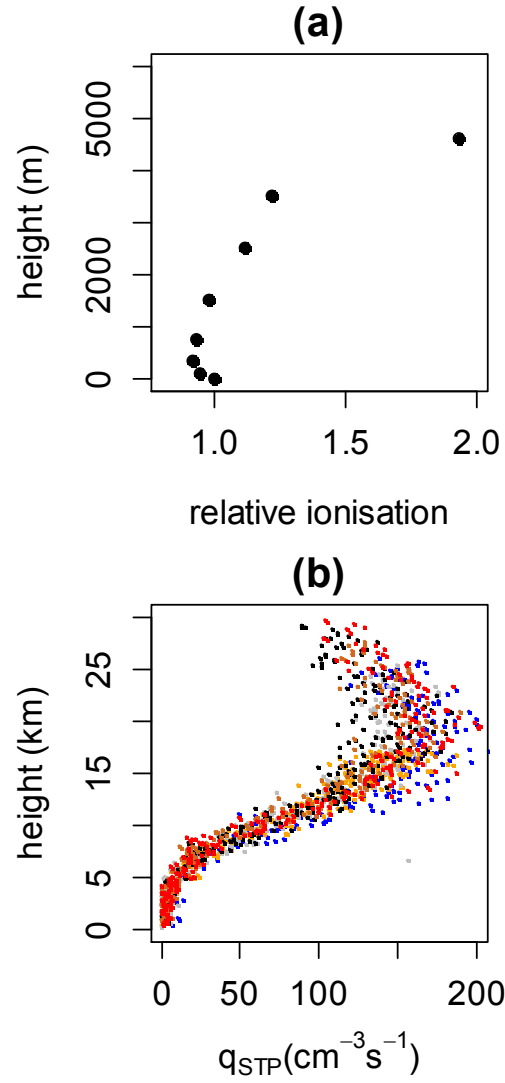 (a)
5000
2000
0
height (m)
1.0 1.5 2.0
relative ionisation
(b)
25
15
5
0
height (km)
0 50 100 200
qSTP(cm−3s−1)